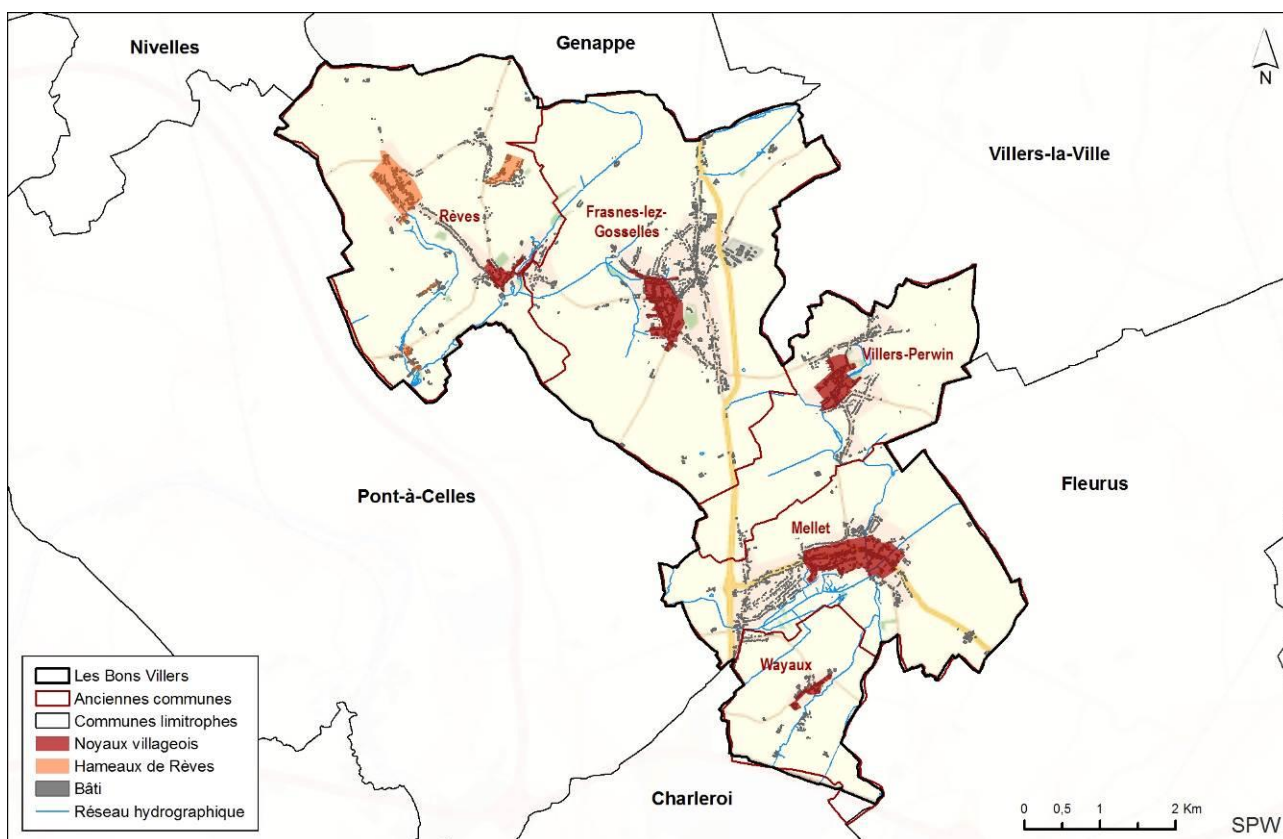 Nivelles
Genappe
N
Villers-la-Ville
Rèves
Frasnes-lez-
Gosselles
Villers-Perwin
Pont-à-Celles
Fleurus
Mellet
Wayaux
Charleroi
Les Bons Villers
Anciennes communes
Communes limitrophes
Noyaux villageois
Hameaux de Rèves
Bâti
Réseau hydrographique
0 0,5 1 2 Km
SPW